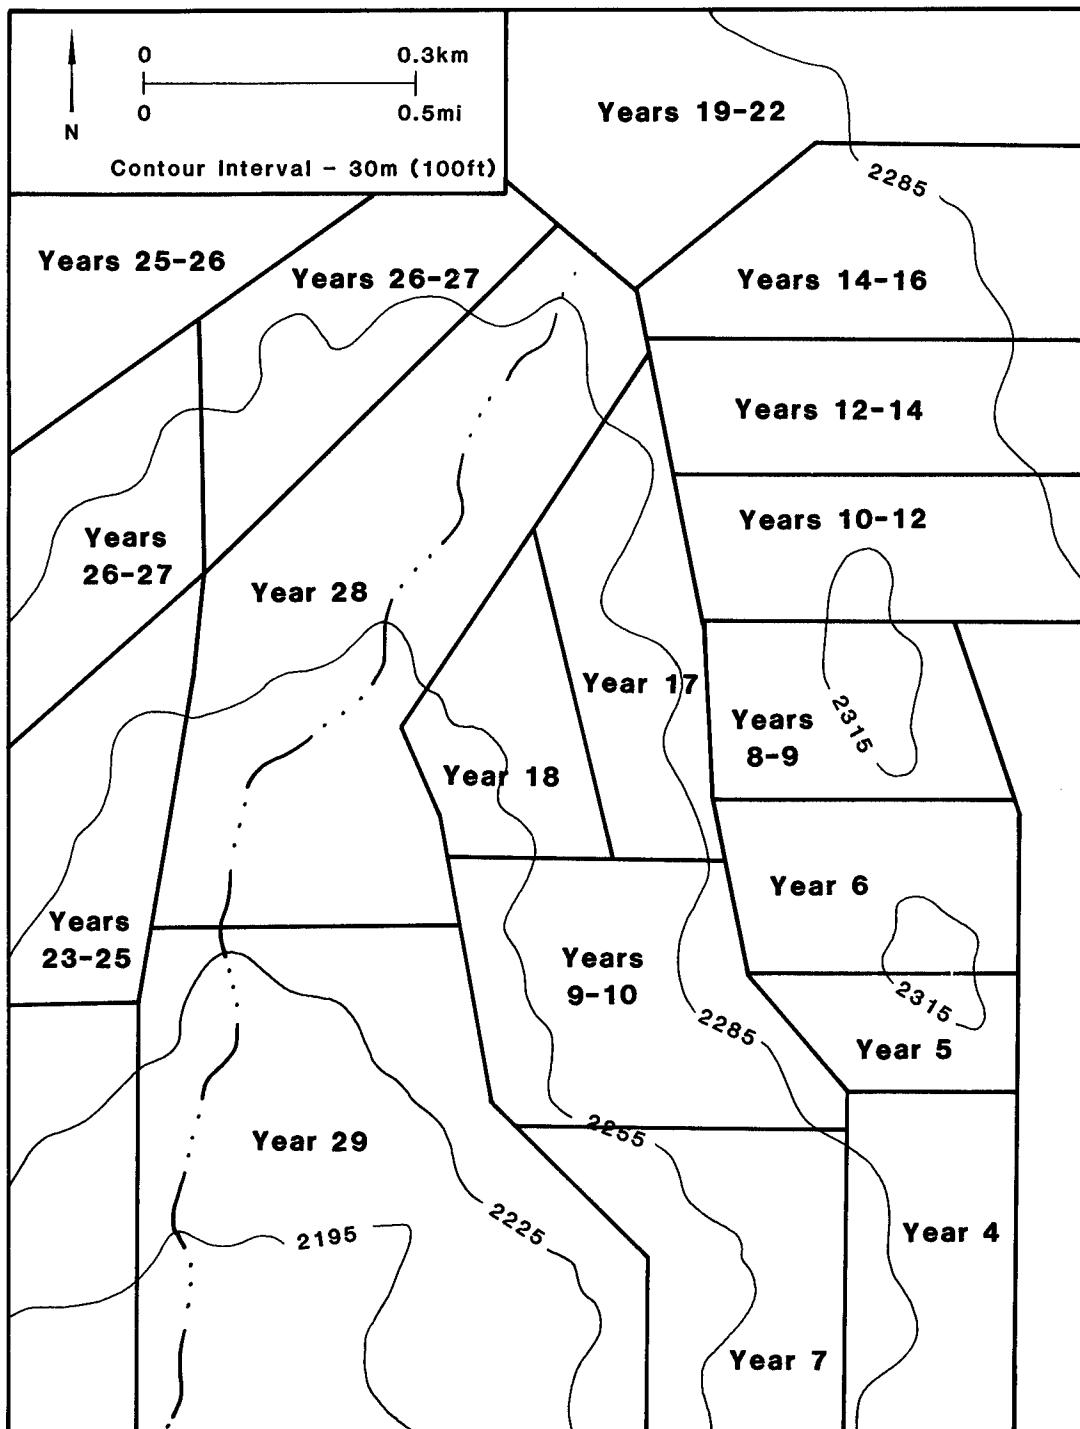 0 0.3km
0 0.5mi
N
Contour Interval - 30m (100ft)
Years 19-22
2285
Years 25-26
Years 26-27
Years 14-16
Years 12-14
Years 10-12
Years
26-27
Year 28
Year 17
Years
8-9
2315
Year 18
Year 6
Years
23-25
Years
9-10
2315
2285
Year 5
2255
Year 29
2225
2195
Year 4
Year 7